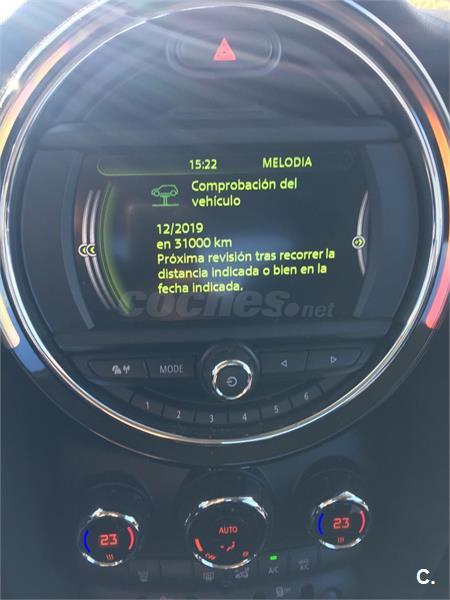 15:22 MELODIA
Comprobación del
vehículo
12/2019
en 31000 km
Próxima revisión tras recorrer la
distancia indicada o bien en la
fecha indicada.
coches.net
MODE
1 2 3 4 5 6
23 AUTO 23
OFF
A/C
A/C
C.